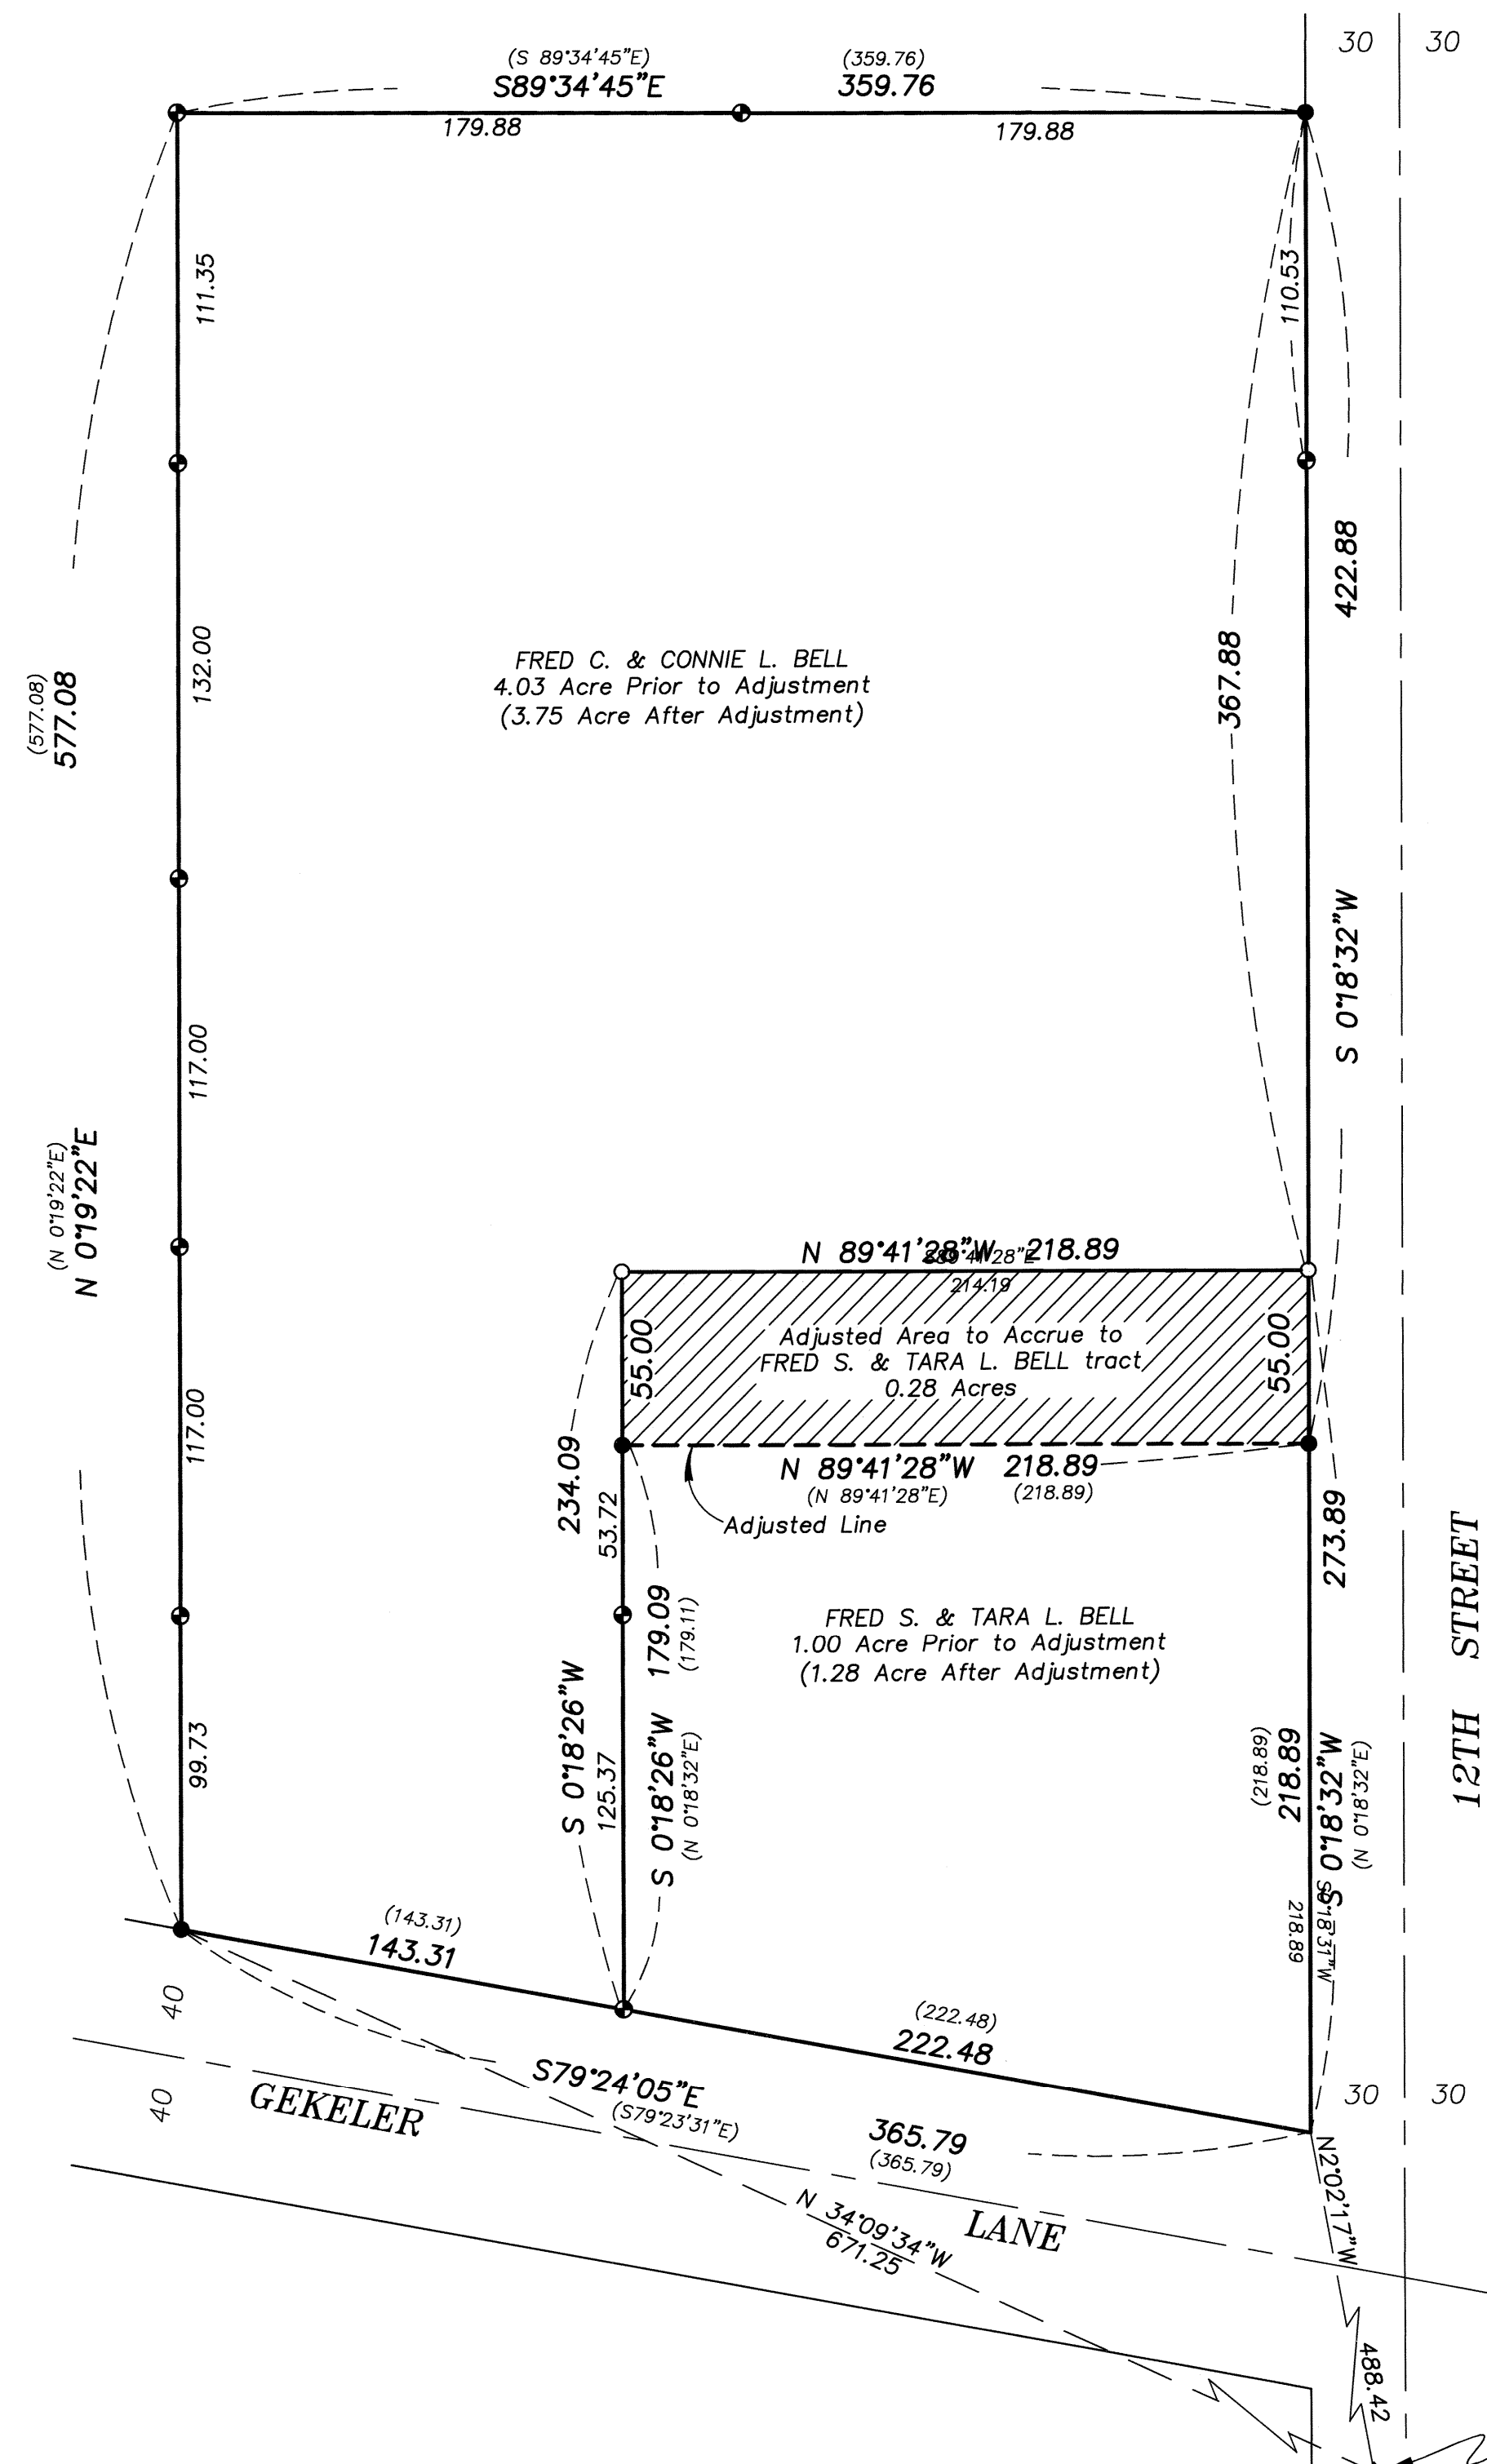 (S 89°34'45"E) (359.76)
S89°34'45"E 359.76
179.88 179.88
30 30
111.35
110.53
132.00
422.88
367.88
(577.08)
577.08
FRED C. & CONNIE L. BELL
4.03 Acre Prior to Adjustment
(3.75 Acre After Adjustment)
S 0°18'32"W
117.00
(N 0°19'22"E)
N 0°19'22"E
N 89°41'28"W 218.89
S89°41'28"E
214.19
55.00
Adjusted Area to Accrue to
FRED S. & TARA L. BELL tract
0.28 Acres
55.00
117.00
234.09
N 89°41'28"W 218.89
(N 89°41'28"E) (218.89)
Adjusted Line
53.72
273.89
179.09
(179.11)
FRED S. & TARA L. BELL
1.00 Acre Prior to Adjustment
(1.28 Acre After Adjustment)
12TH STREET
99.73
S 0°18'26"W
125.37
S 0°18'26"W
(N 0°18'32"E)
(218.89)
218.89
S 0°18'32"W
(N 0°18'32"E)
218.89
S0°18'31"W
(143.31)
143.31
(222.48)
222.48
40
40
GEKELER LANE
S79°24'05"E
(S79°23'31"E)
365.79
(365.79)
30 30
N 34°09'34"W
671.25
N2°02'17"W
488.42